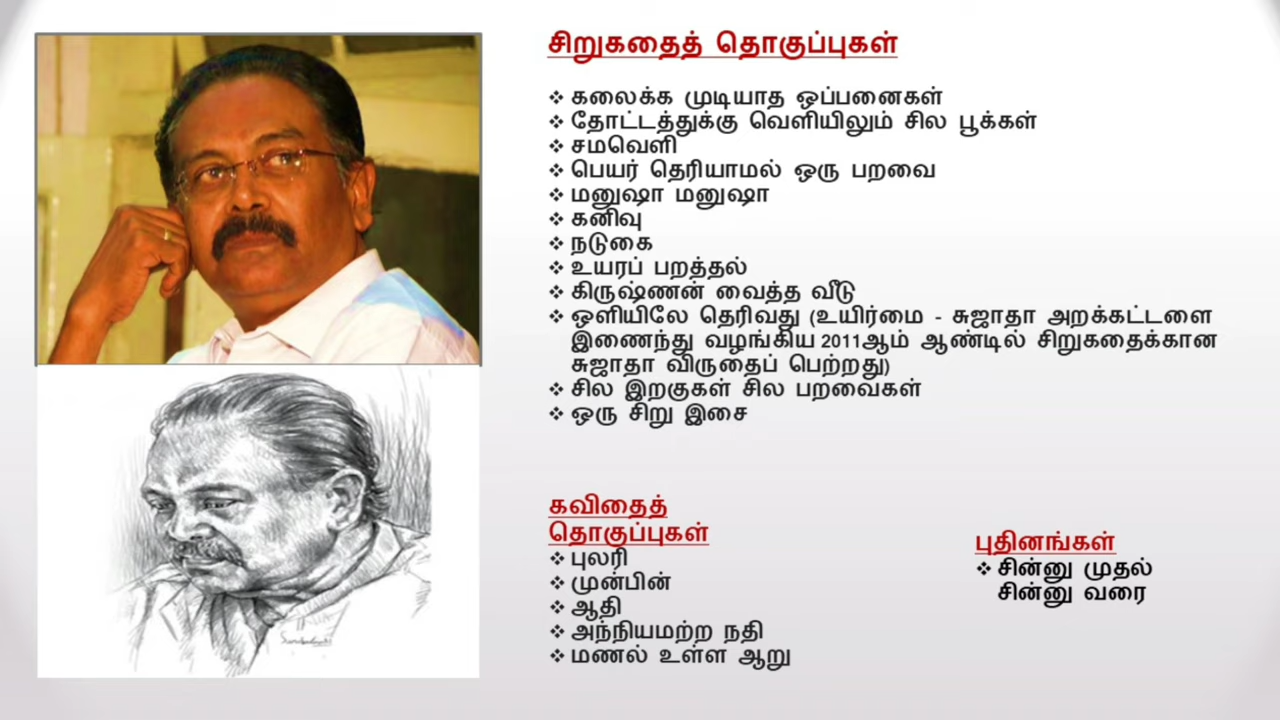 சிறுகதைத் தொகுப்புகள்
❖ கலைக்க முடியாத ஒப்பனைகள்
❖ தோட்டத்துக்கு வெளியிலும் சில பூக்கள்
❖ சமவெளி
❖ பெயர் தெரியாமல் ஒரு பறவை
❖ மனுஷா மனுஷா
❖ கனிவு
❖ நடுகை
❖ உயரப் பறத்தல்
❖ கிருஷ்ணன் வைத்த வீடு
❖ ஒளியிலே தெரிவது (உயிர்மை - சுஜாதா அறக்கட்டளை
இணைந்து வழங்கிய 2011ஆம் ஆண்டில் சிறுகதைக்கான
சுஜாதா விருதைப் பெற்றது)
❖ சில இறகுகள் சில பறவைகள்
❖ ஒரு சிறு இசை
கவிதைத்
தொகுப்புகள்
❖ புலரி
❖ முன்பின்
❖ ஆதி
❖ அந்நியமற்ற நதி
❖ மணல் உள்ள ஆறு
புதினங்கள்
❖ சின்னு முதல்
சின்னு வரை